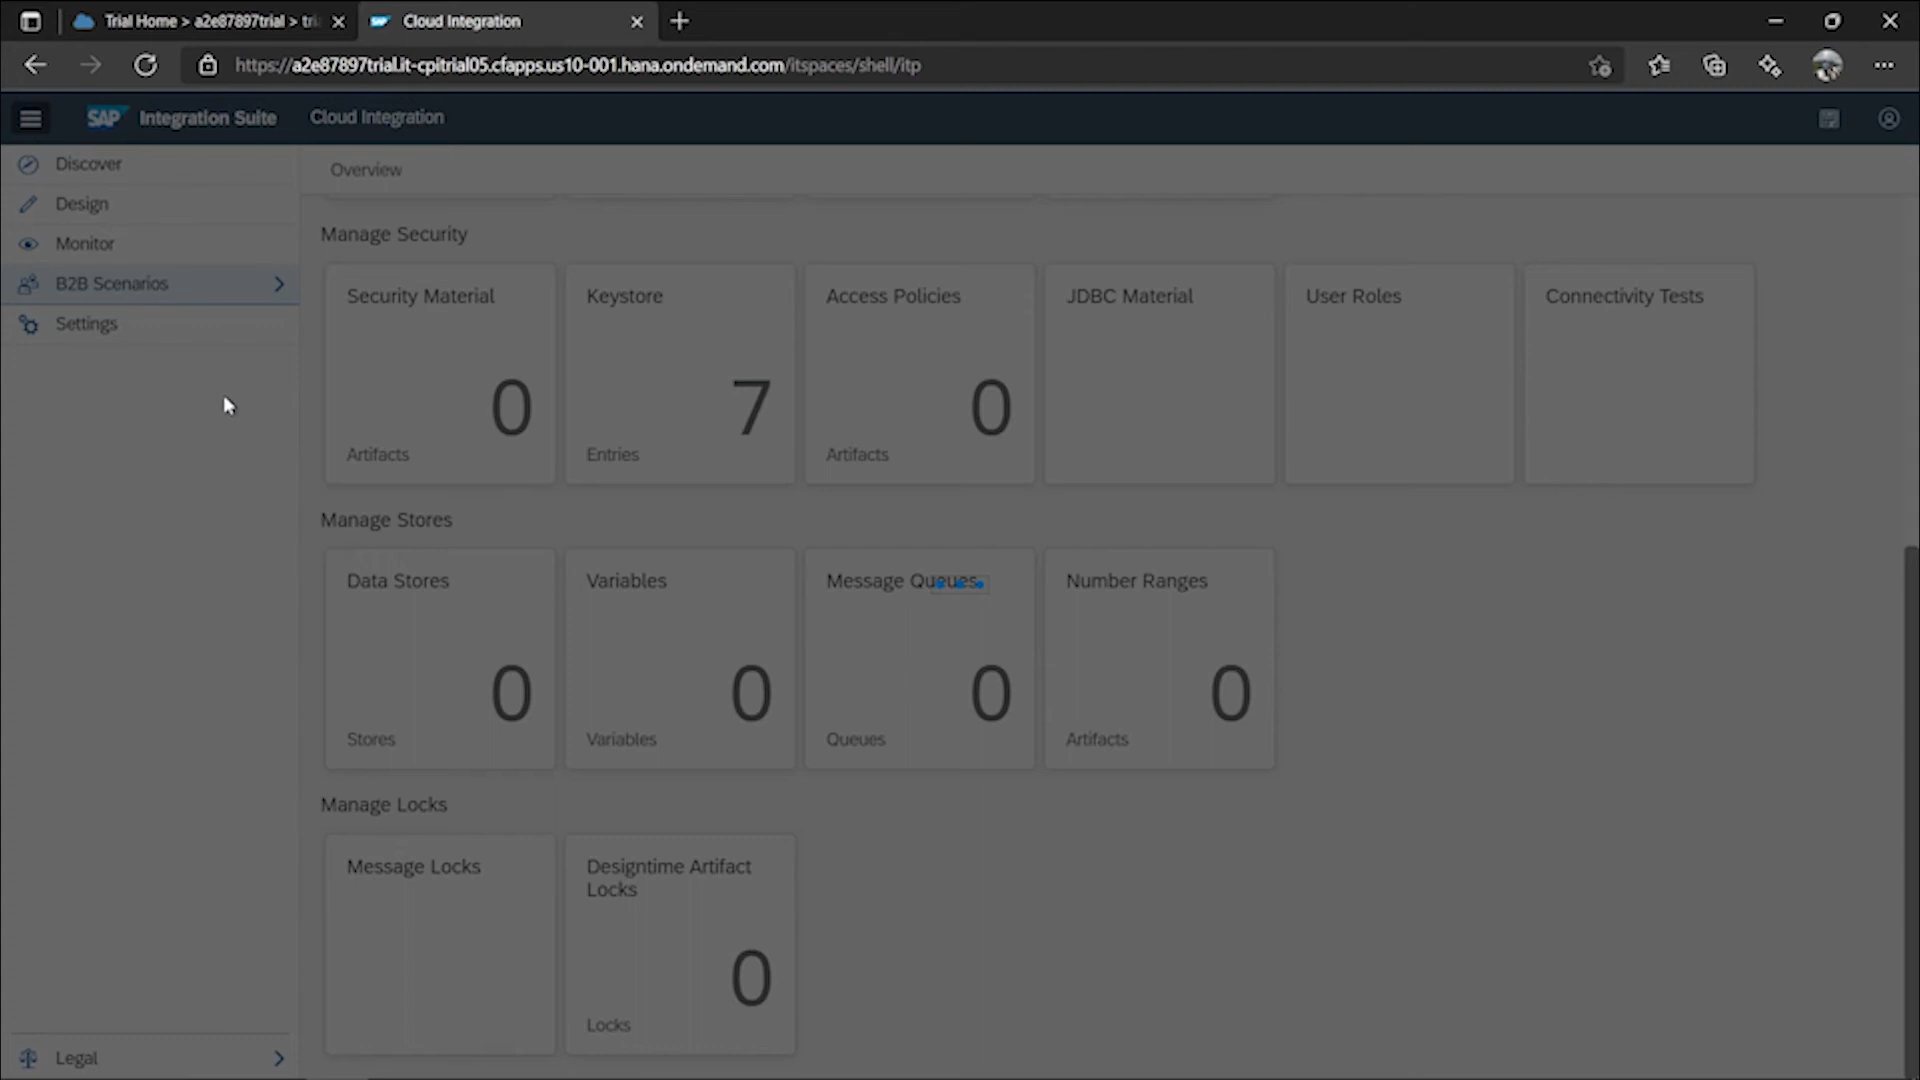 Trial Home > a2e87897trial > tri
Cloud Integration
https://a2e87897trial.it-cpitrial05.cfapps.us10-001.hana.ondemand.com/itspaces/shell/itp
SAP Integration Suite Cloud Integration
Discover
Design
Monitor
B2B Scenarios
Settings
Legal
Overview
Manage Security
Security Material
0
Artifacts
Keystore
7
Entries
Access Policies
0
Artifacts
JDBC Material
User Roles
Connectivity Tests
Manage Stores
Data Stores
0
Stores
Variables
0
Variables
Message Queues
0
Queues
Number Ranges
0
Artifacts
Manage Locks
Message Locks
Designtime Artifact
Locks
0
Locks